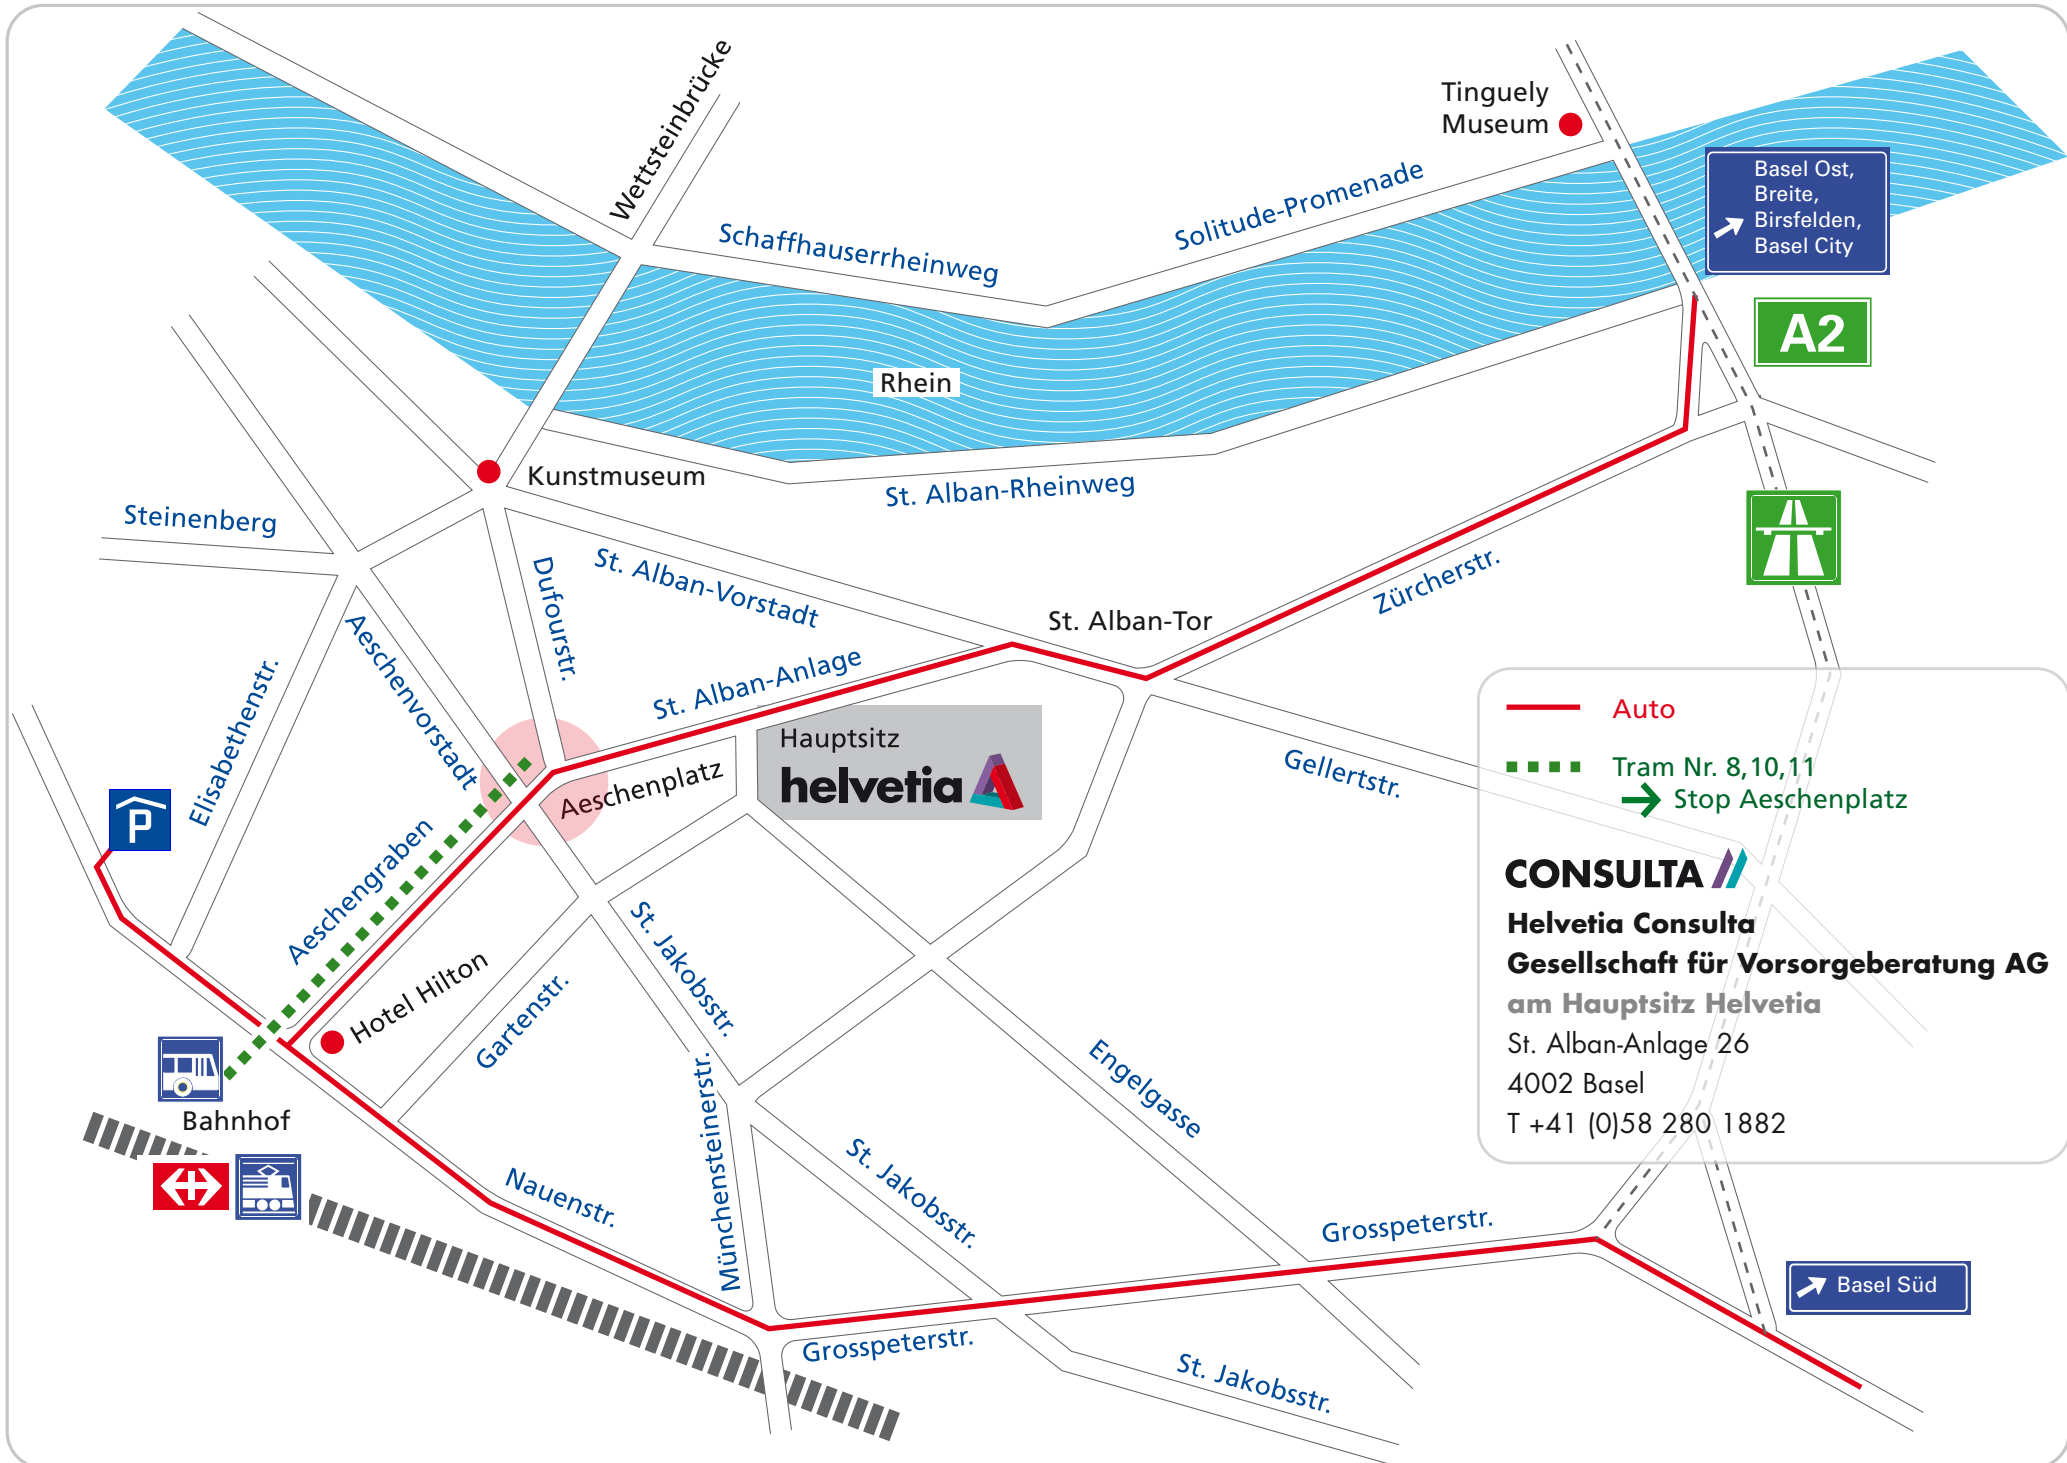 Wettsteinbrücke
Tinguely
Museum
Basel Ost,
Breite,
Birsfelden,
Basel City
Schaffhauserrheinweg
Solitude-Promenade
A2
Rhein
Kunstmuseum
St. Alban-Rheinweg
Steinenberg
Dufourstr.
St. Alban-Vorstadt
Zürcherstr.
St. Alban-Tor
Aeschenvorstadt
Elisabethenstr.
St. Alban-Anlage
Hauptsitz
helvetia
Aeschenplatz
Gellertstr.
P
Aeschengraben
Auto
Tram Nr. 8,10,11
Stop Aeschenplatz
CONSULTA
Helvetia Consulta
Gesellschaft für Vorsorgeberatung AG
am Hauptsitz Helvetia
St. Alban-Anlage 26
4002 Basel
T +41 (0)58 280 1882
Hotel Hilton
Gartenstr.
St. Jakobsstr.
Engelgasse
Bahnhof
Münchensteinerstr.
St. Jakobsstr.
Nauenstr.
Grosspeterstr.
Basel Süd
Grosspeterstr.
St. Jakobsstr.